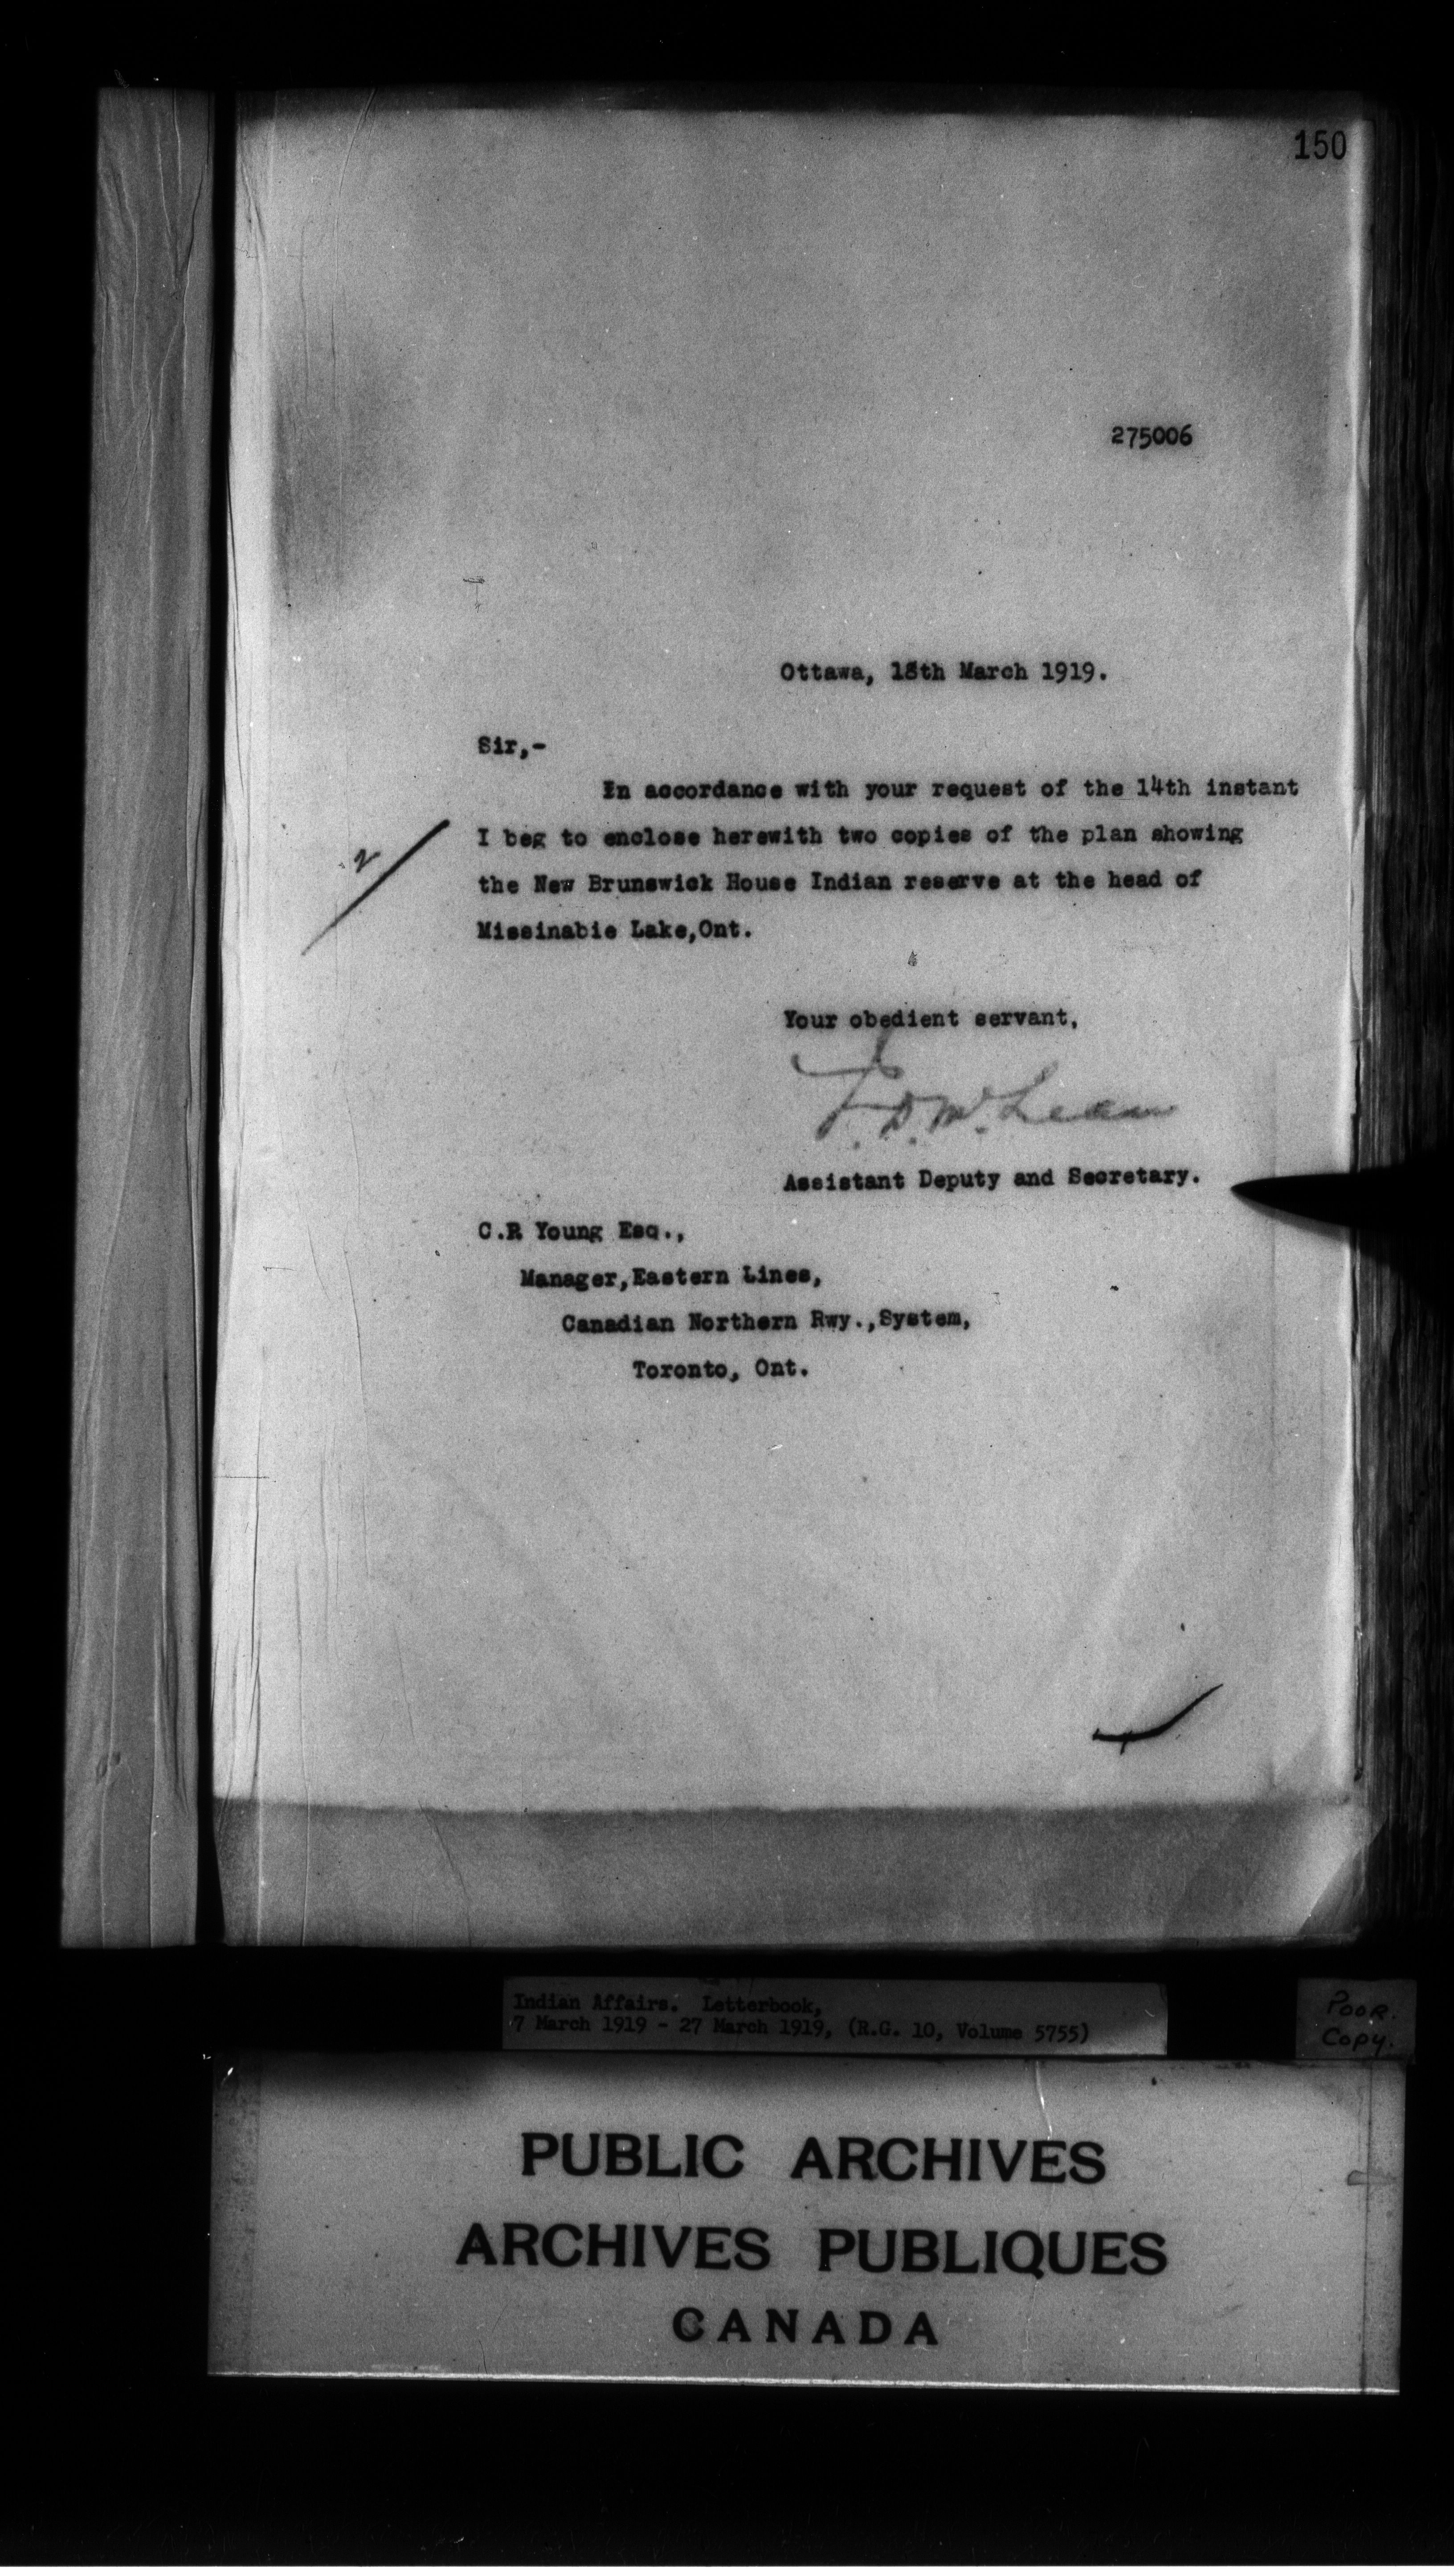 150
275006
Ottawa, 18th March 1919.
Sir,-
In accordance with your request of the 14th instant
I beg to enclose herewith two copies of the plan showing
the New Brunswick House Indian reserve at the head of
Missinabie Lake,Ont.
2
Your obedient servant,
J.D. McLean
Assistant Deputy and Secretary.
C.R Young Esq.,
Manager,Eastern Lines,
Canadian Northern Rwy.,System,
Toronto, Ont.
Indian Affairs. Letterbook,
7 March 1919 - 27 March 1919, (R.G. 10, Volume 5755)
POOR.
Copy.
PUBLIC ARCHIVES
ARCHIVES PUBLIQUES
CANADA